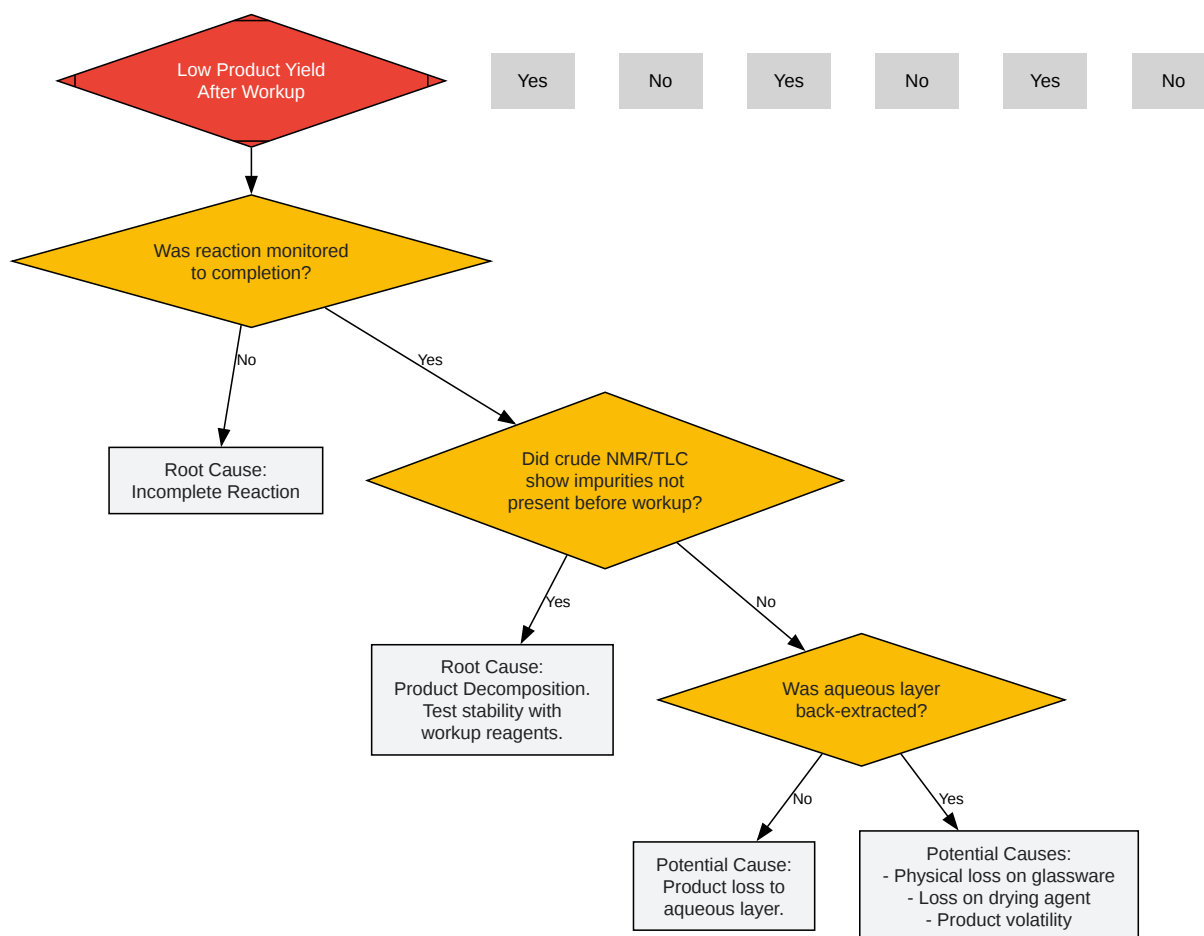 Low Product Yield
After Workup
Yes
No
Yes
No
Yes
No
Was reaction monitored
to completion?
No
Yes
Root Cause:
Incomplete Reaction
Did crude NMR/TLC
show impurities not
present before workup?
Yes
No
Root Cause:
Product Decomposition.
Test stability with
workup reagents.
Was aqueous layer
back-extracted?
No
Yes
Potential Cause:
Product loss to
aqueous layer.
Potential Causes:
- Physical loss on glassware
- Loss on drying agent
- Product volatility